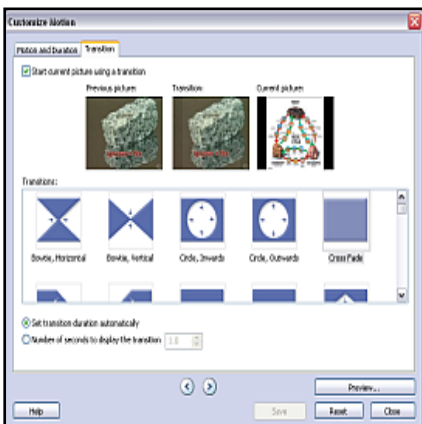 Customize Motion
Motion and Duration Transition
Start current picture using a transition
Previous picture: Transition: Current picture:
Transitions:
Bowtie, Horizontal Bowtie, Vertical Circle, Inwards Circle, Outwards Cross Fade
Set transition duration automatically
Number of seconds to display the transition 1.0
Preview...
Help Save Reset Close